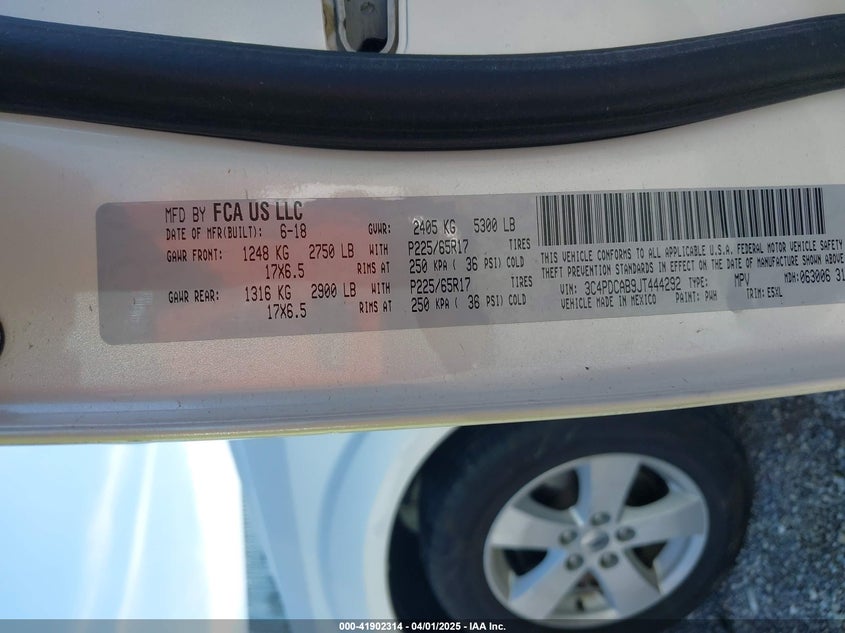 MFD BY FCA US LLC
DATE OF MFR(BUILT): 6-18 GVWR: 2405 KG 5300 LB
GAWR FRONT: 1248 KG 2750 LB WITH P225/65R17 TIRES
17X6.5 RIMS AT 250 KPA ( 36 PSI) COLD
GAWR REAR: 1316 KG 2900 LB WITH P225/65R17 TIRES
17X6.5 RIMS AT 250 KPA ( 36 PSI) COLD
THIS VEHICLE CONFORMS TO ALL APPLICABLE U.S.A. FEDERAL MOTOR VEHICLE SAFETY
THEFT PREVENTION STANDARDS IN EFFECT ON THE DATE OF MANUFACTURE SHOWN ABOVE
VIN: 3C4PDCAB9JT444292 TYPE: MPV MDH: 063006 31
VEHICLE MADE IN MEXICO PAINT: PWH TRIM: E5XL
000-41902314 - 04/01/2025 - IAA Inc.